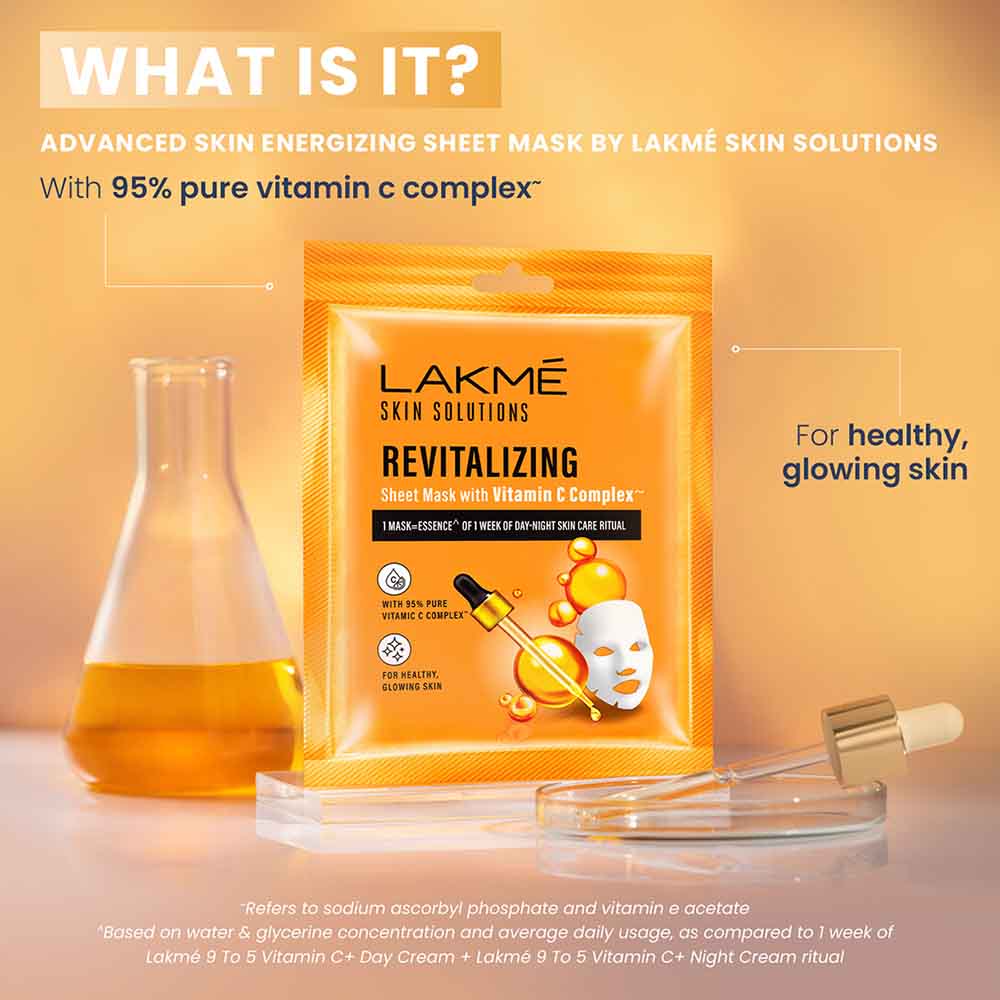 WHAT IS IT?
ADVANCED SKIN ENERGIZING SHEET MASK BY LAKMÉ SKIN SOLUTIONS
With 95% pure vitamin c complex~
For healthy,
glowing skin
LAKMÉ
SKIN SOLUTIONS
REVITALIZING
Sheet Mask with Vitamin C Complex~
1 MASK=ESSENCE^ OF 1 WEEK OF DAY-NIGHT SKIN CARE RITUAL
C
WITH 95% PURE
VITAMIC C COMPLEX~
FOR HEALTHY,
GLOWING SKIN
~Refers to sodium ascorbyl phosphate and vitamin e acetate
^Based on water & glycerine concentration and average daily usage, as compared to 1 week of
Lakmé 9 To 5 Vitamin C+ Day Cream + Lakmé 9 To 5 Vitamin C+ Night Cream ritual